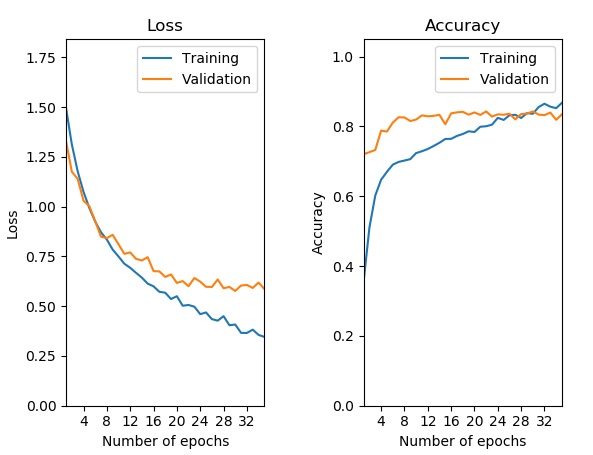 Loss
Training
Validation
Loss
1.75
1.50
1.25
1.00
0.75
0.50
0.25
0.00
4 8 12 16 20 24 28 32
Number of epochs
Accuracy
Training
Validation
Accuracy
1.0
0.8
0.6
0.4
0.2
0.0
4 8 12 16 20 24 28 32
Number of epochs